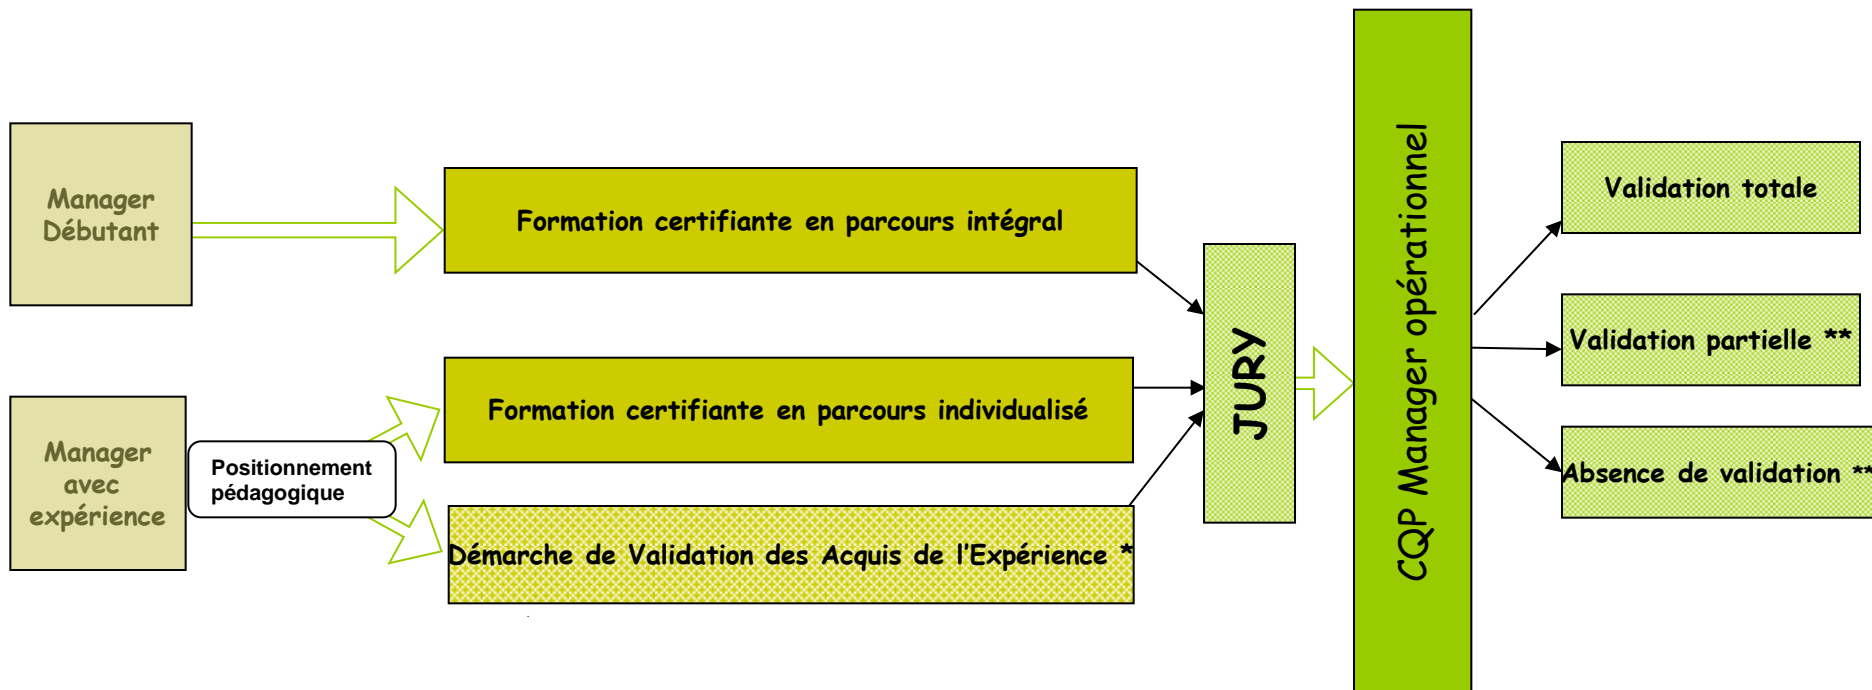 Manager
Débutant
Formation certifiante en parcours intégral
Manager
avec
expérience
Positionnement
pédagogique
Formation certifiante en parcours individualisé
Démarche de Validation des Acquis de l'Expérience *
JURY
CQP Manager opérationnel
Validation totale
Validation partielle **
Absence de validation **